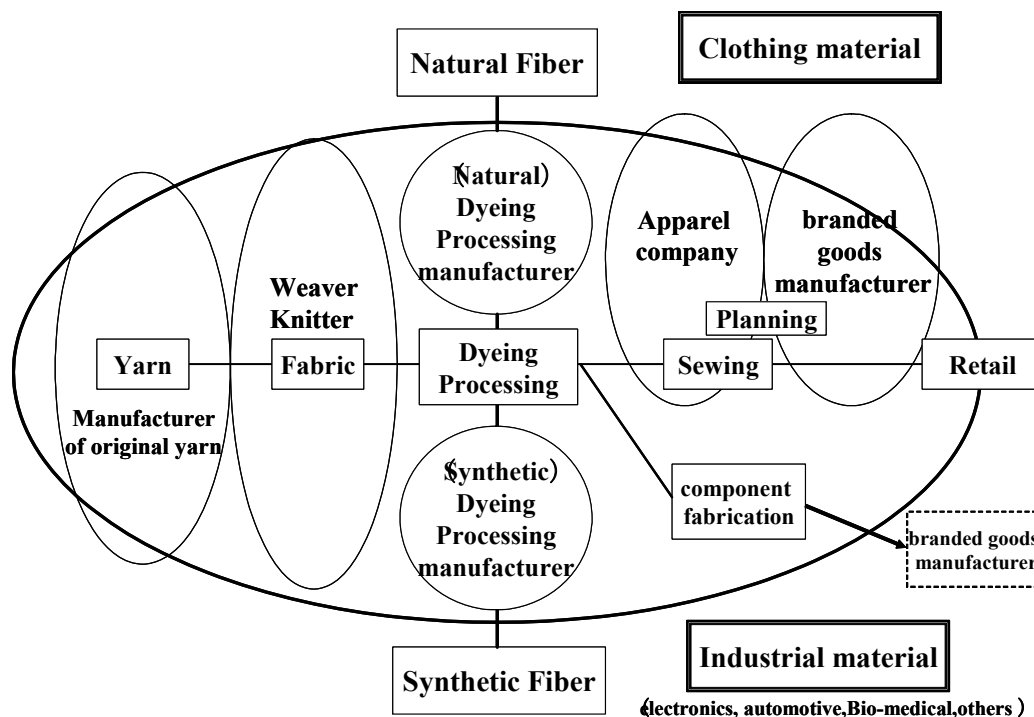 Natural Fiber
Clothing material
(Natural)
Dyeing
Processing
manufacturer
Apparel
company
branded
goods
manufacturer
Weaver
Knitter
Planning
Yarn
Fabric
Dyeing
Processing
Sewing
Retail
Manufacturer
of original yarn
(Synthetic)
Dyeing
Processing
manufacturer
component
fabrication
branded goods
manufacturer
Synthetic Fiber
Industrial material
(electronics, automotive,Bio-medical,others)